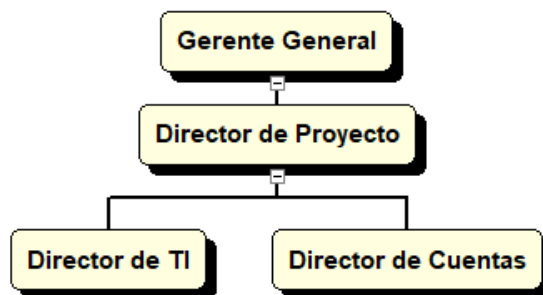 Gerente General
Director de Proyecto
Director de TI
Director de Cuentas